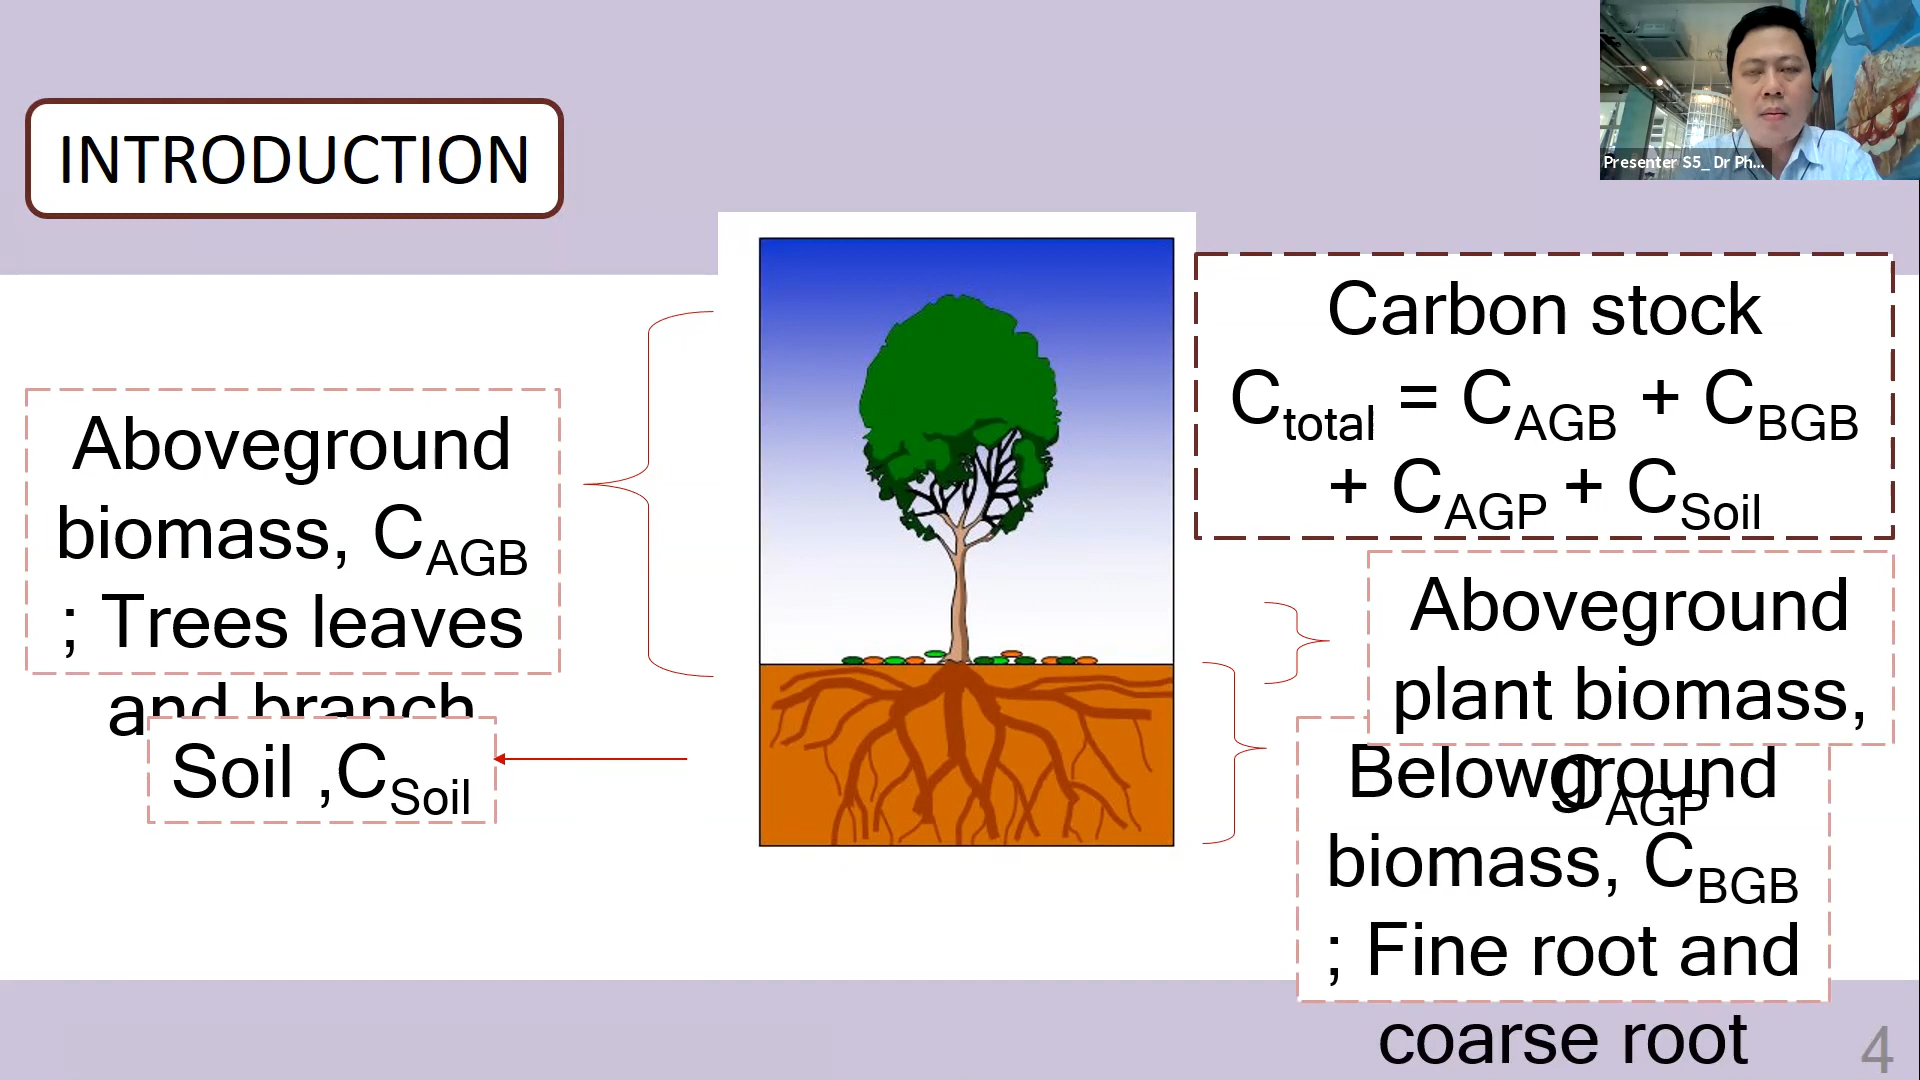 INTRODUCTION
Presenter S5_ Dr Ph...
Carbon stock
C_total = C_AGB + C_BGB
+ C_AGP + C_Soil
Aboveground
biomass, C_AGB
; Trees leaves
and branch
Soil ,C_Soil
Aboveground
plant biomass,
C_AGP
Belowground
biomass, C_BGB
; Fine root and
coarse root
4